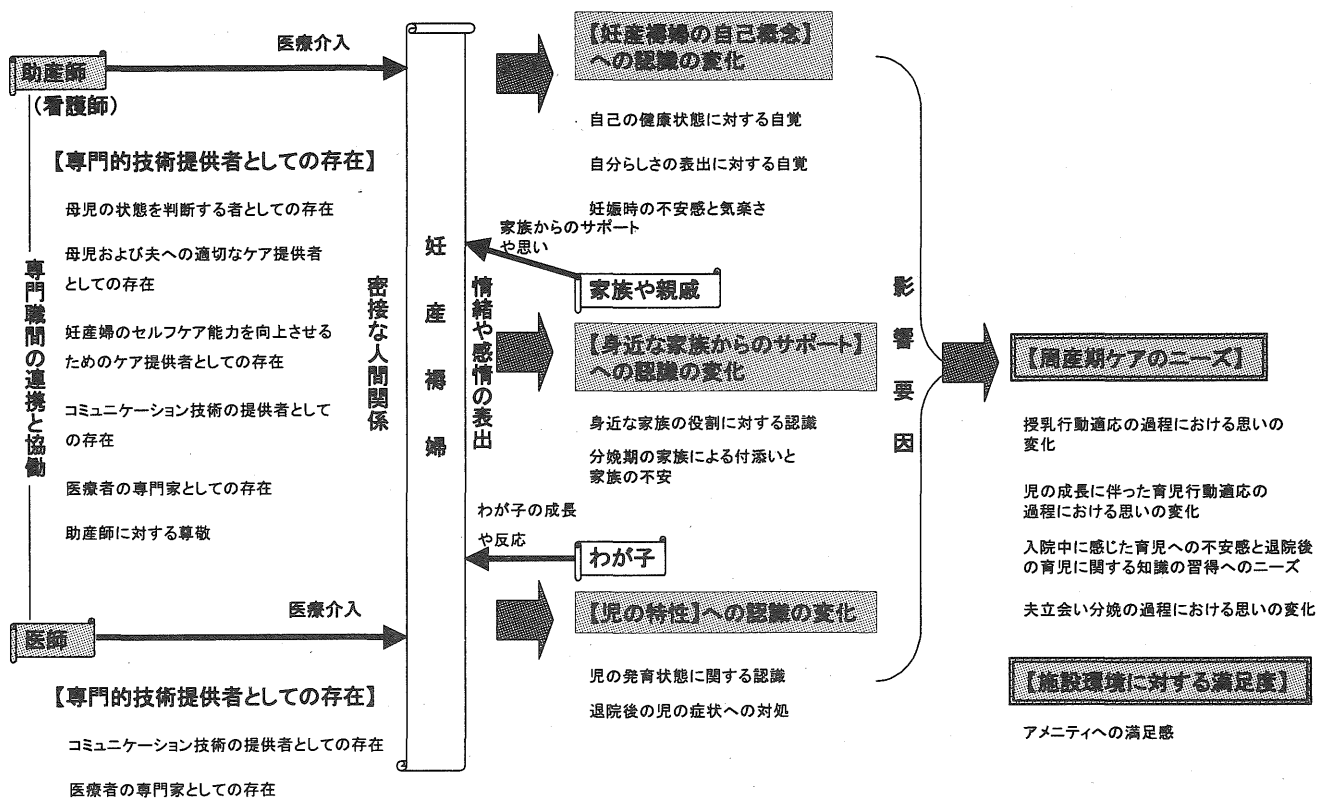 医療介入
助産師
（看護師）
【専門的技術提供者としての存在】
母児の状態を判断する者としての存在
母児および夫への適切なケア提供者
としての存在
妊産婦のセルフケア能力を向上させる
ためのケア提供者としての存在
コミュニケーション技術の提供者として
の存在
医療者の専門家としての存在
助産師に対する尊敬
専門職間の連携と協働
医療介入
医師
【専門的技術提供者としての存在】
コミュニケーション技術の提供者としての存在
医療者の専門家としての存在
密接な人間関係
妊産褥婦
情緒や感情の表出
【妊産褥婦の自己概念】
への認識の変化
自己の健康状態に対する自覚
自分らしさの表出に対する自覚
妊娠時の不安感と気楽さ
家族からのサポート
や思い
家族や親戚
【身近な家族からのサポート】
への認識の変化
身近な家族の役割に対する認識
分娩期の家族による付添いと
家族の不安
わが子の成長
や反応
わが子
【児の特性】への認識の変化
児の発育状態に関する認識
退院後の児の症状への対処
影響要因
【周産期ケアのニーズ】
授乳行動適応の過程における思いの
変化
児の成長に伴った育児行動適応の
過程における思いの変化
入院中に感じた育児への不安感と退院後
の育児に関する知識の習得へのニーズ
夫立会い分娩の過程における思いの変化
【施設環境に対する満足度】
アメニティへの満足感